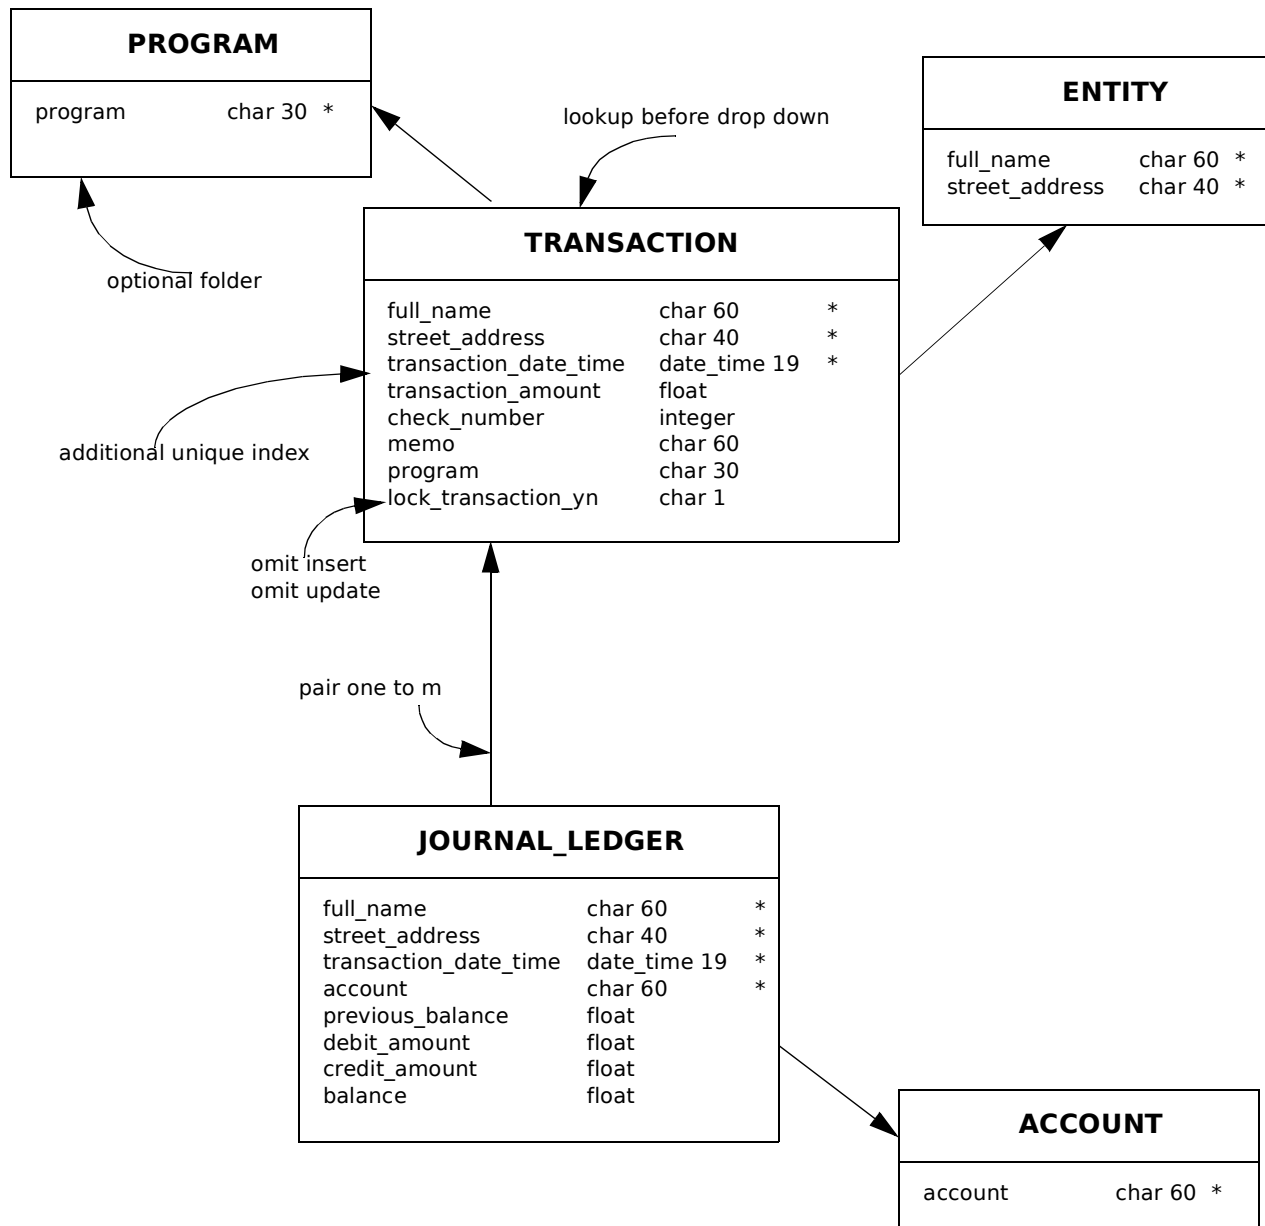 PROGRAM
program char 30 *
ENTITY
full_name char 60 *
street_address char 40 *
lookup before drop down
optional folder
TRANSACTION
full_name char 60 *
street_address char 40 *
transaction_date_time date_time 19 *
transaction_amount float
check_number integer
memo char 60
program char 30
lock_transaction_yn char 1
additional unique index
omit insert
omit update
pair one to m
JOURNAL_LEDGER
full_name char 60 *
street_address char 40 *
transaction_date_time date_time 19 *
account char 60 *
previous_balance float
debit_amount float
credit_amount float
balance float
ACCOUNT
account char 60 *